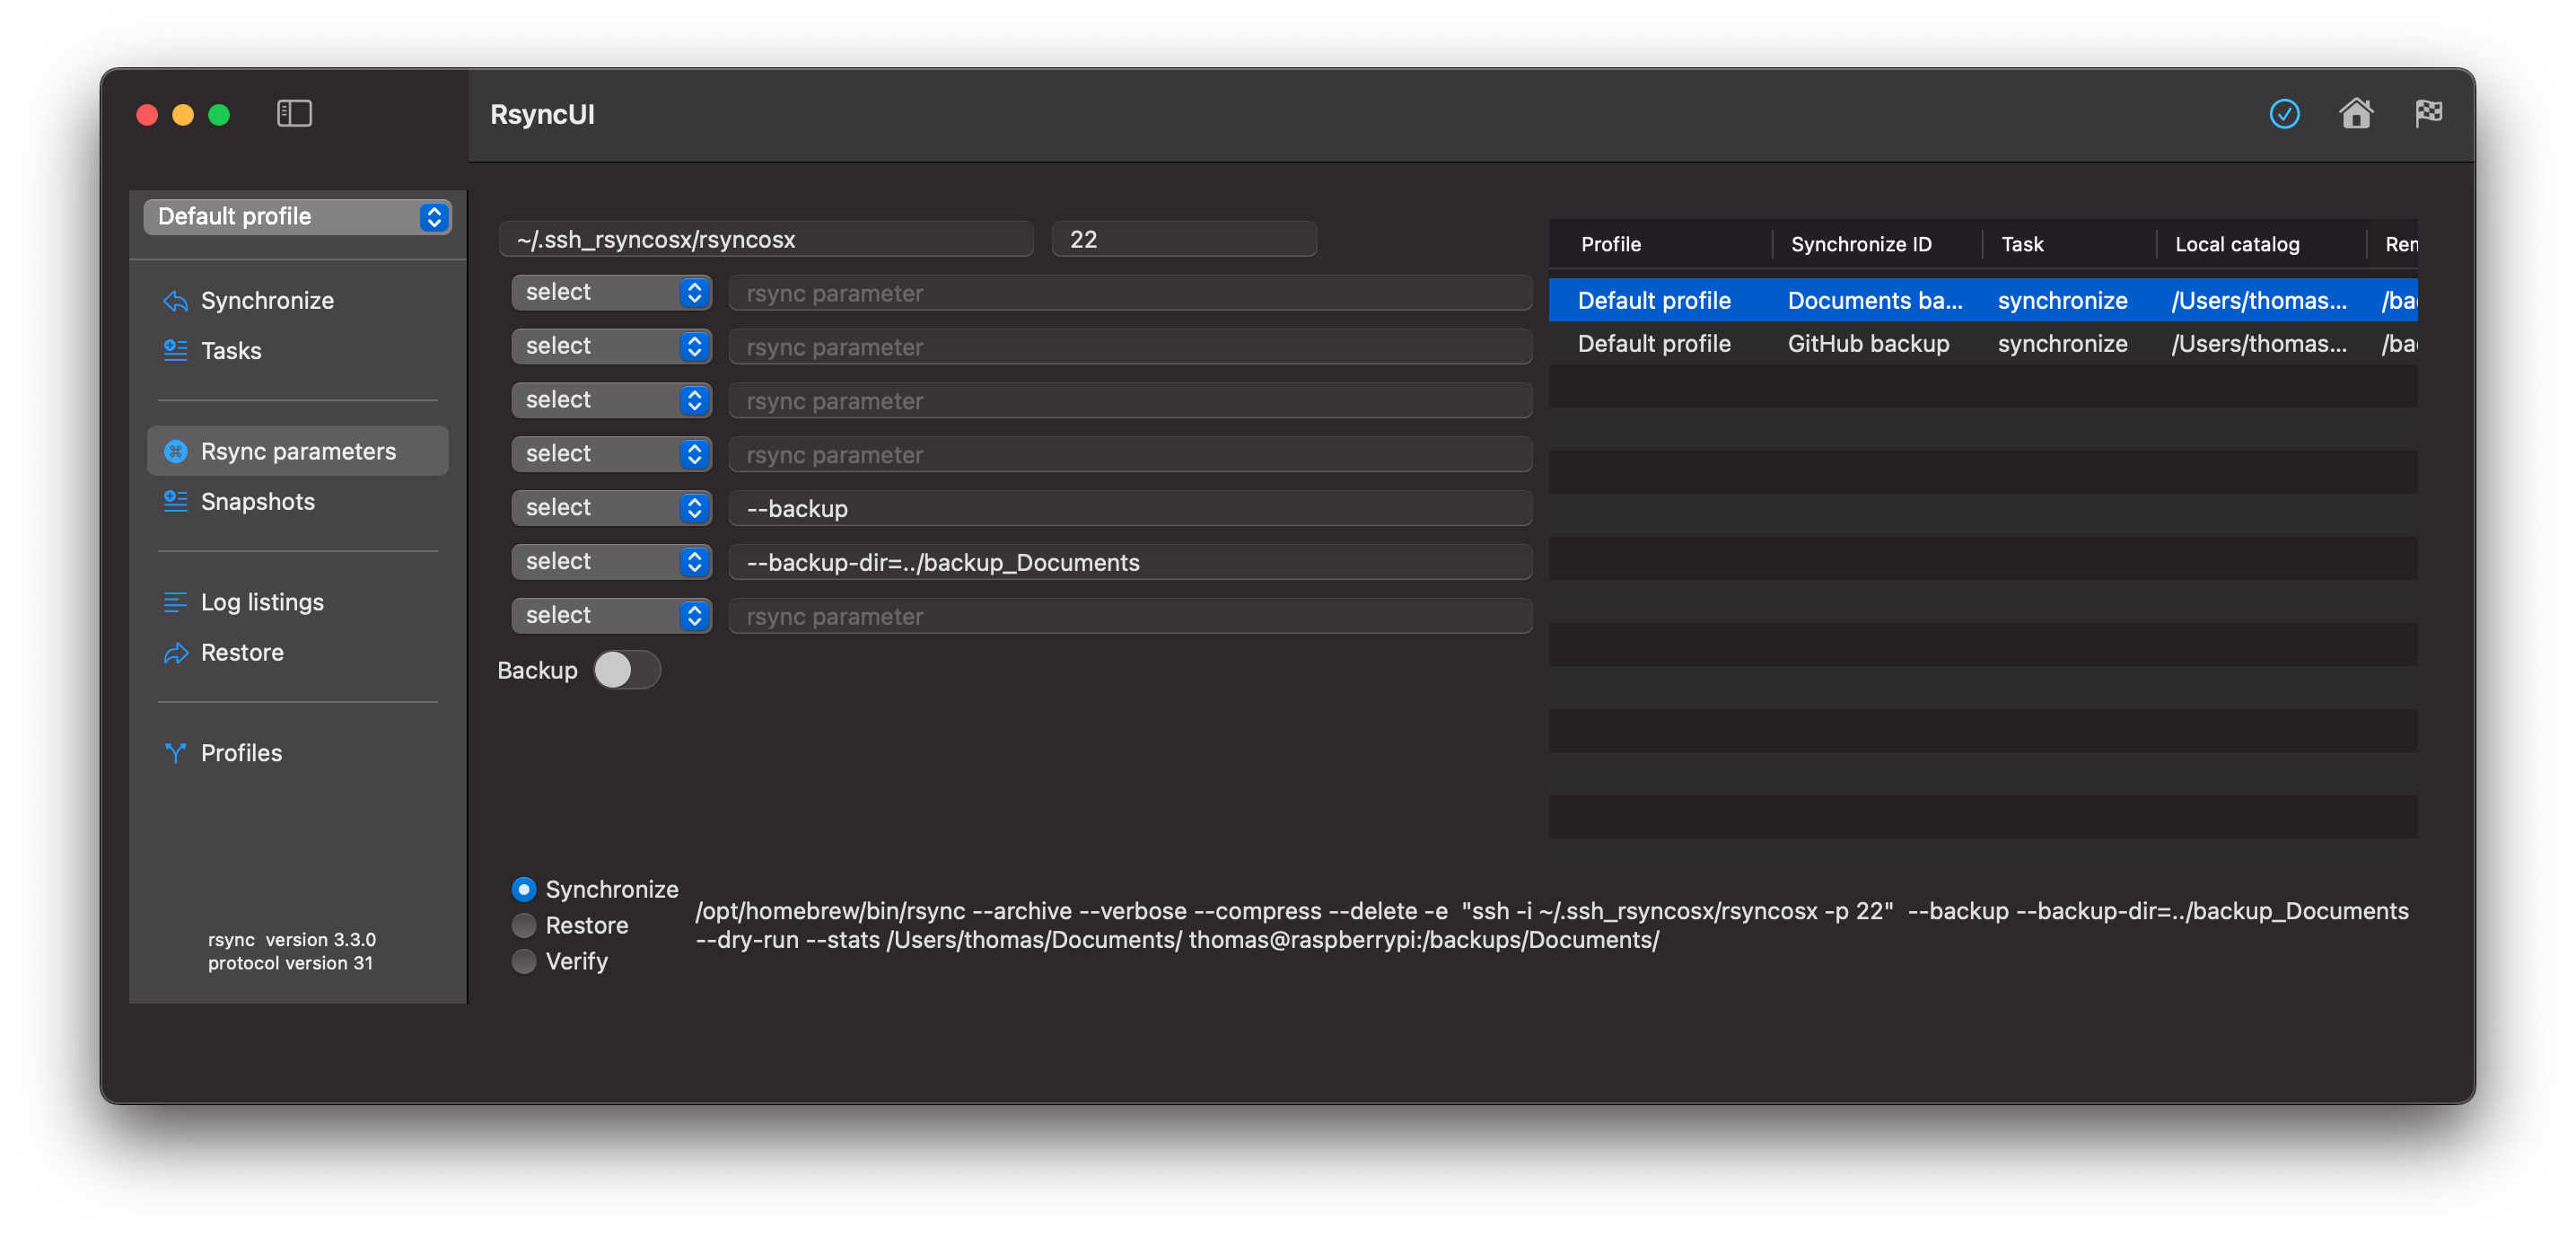 RsyncUI
Default profile
Synchronize
Tasks
Rsync parameters
Snapshots
Log listings
Restore
Profiles
rsync version 3.3.0
protocol version 31
~/.ssh_rsyncosx/rsyncosx 22
select rsync parameter
select rsync parameter
select rsync parameter
select rsync parameter
select --backup
select --backup-dir=../backup_Documents
select rsync parameter
Backup
Profile Synchronize ID Task Local catalog Rem
Default profile Documents ba... synchronize /Users/thomas... /ba
Default profile GitHub backup synchronize /Users/thomas... /ba
Synchronize
Restore
Verify
/opt/homebrew/bin/rsync --archive --verbose --compress --delete -e "ssh -i ~/.ssh_rsyncosx/rsyncosx -p 22" --backup --backup-dir=../backup_Documents
--dry-run --stats /Users/thomas/Documents/ thomas@raspberrypi:/backups/Documents/